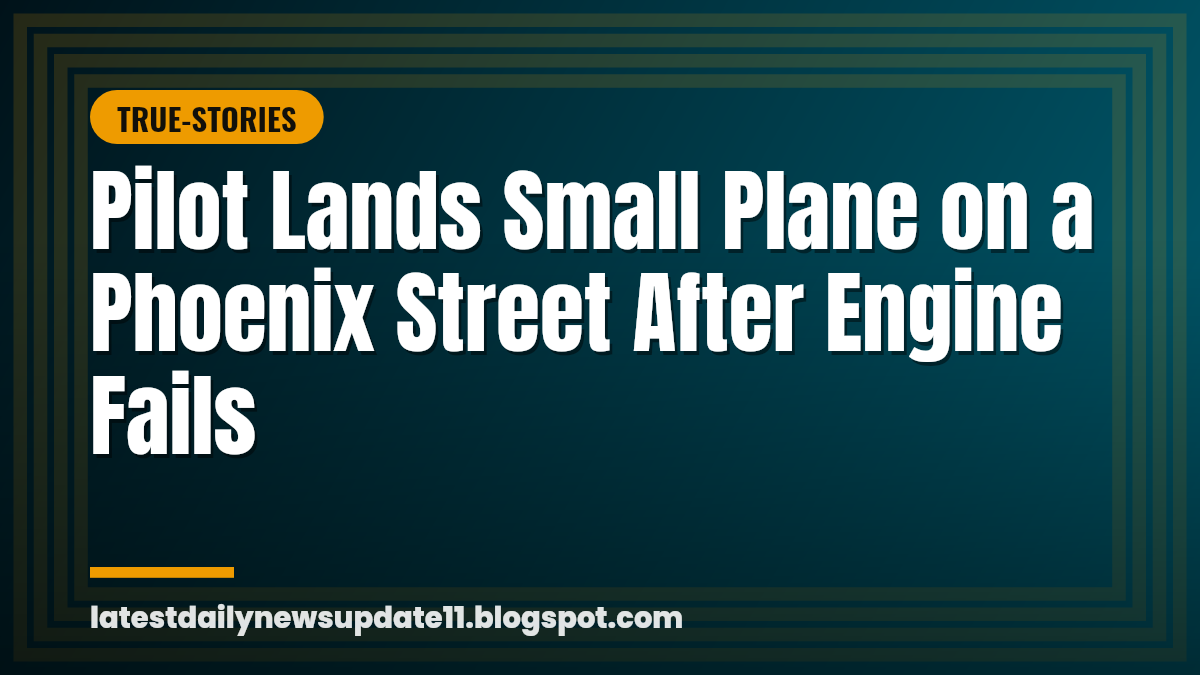 TRUE-STORIES
Pilot Lands Small Plane on a
Phoenix Street After Engine
Fails
latestdailynewsupdate11.blogspot.com